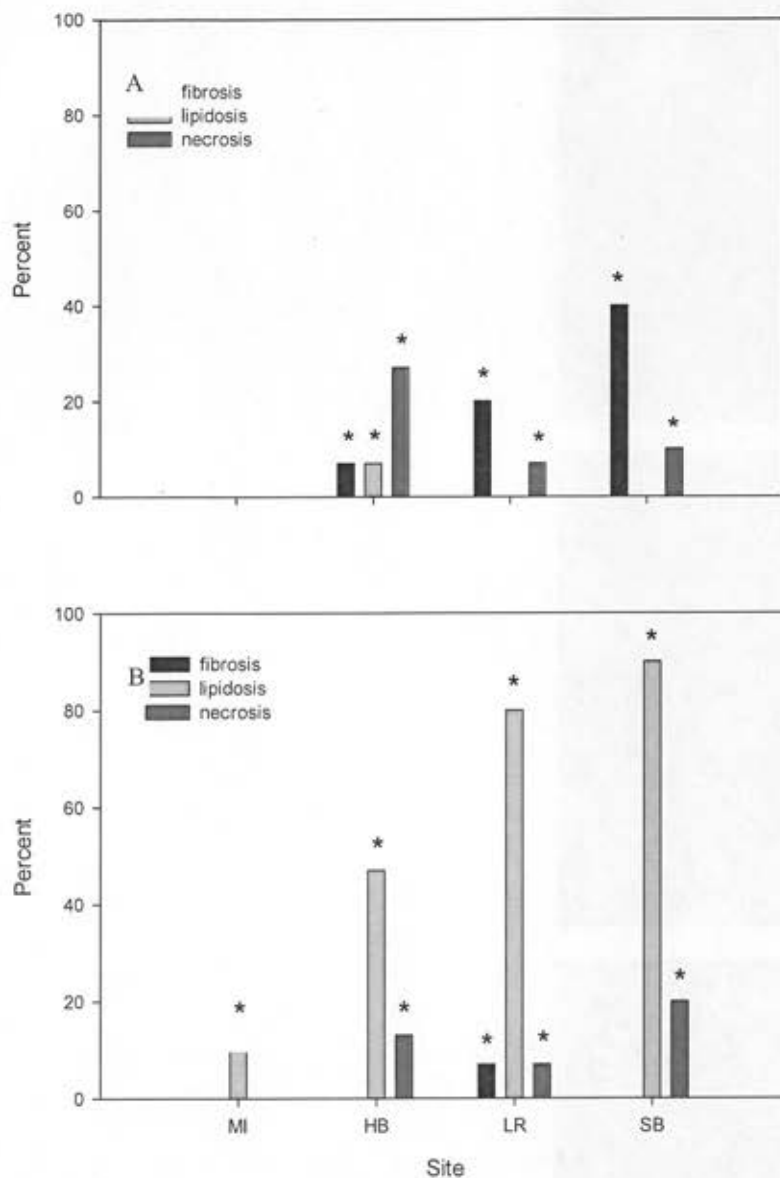 100
A
fibrosis
lipidosis
necrosis
80
60
40
20
0
Percent
*
*
*
*
*
*
*
100
B
fibrosis
lipidosis
necrosis
80
60
40
20
0
Percent
*
*
*
*
*
*
*
*
MI HB LR SB
Site